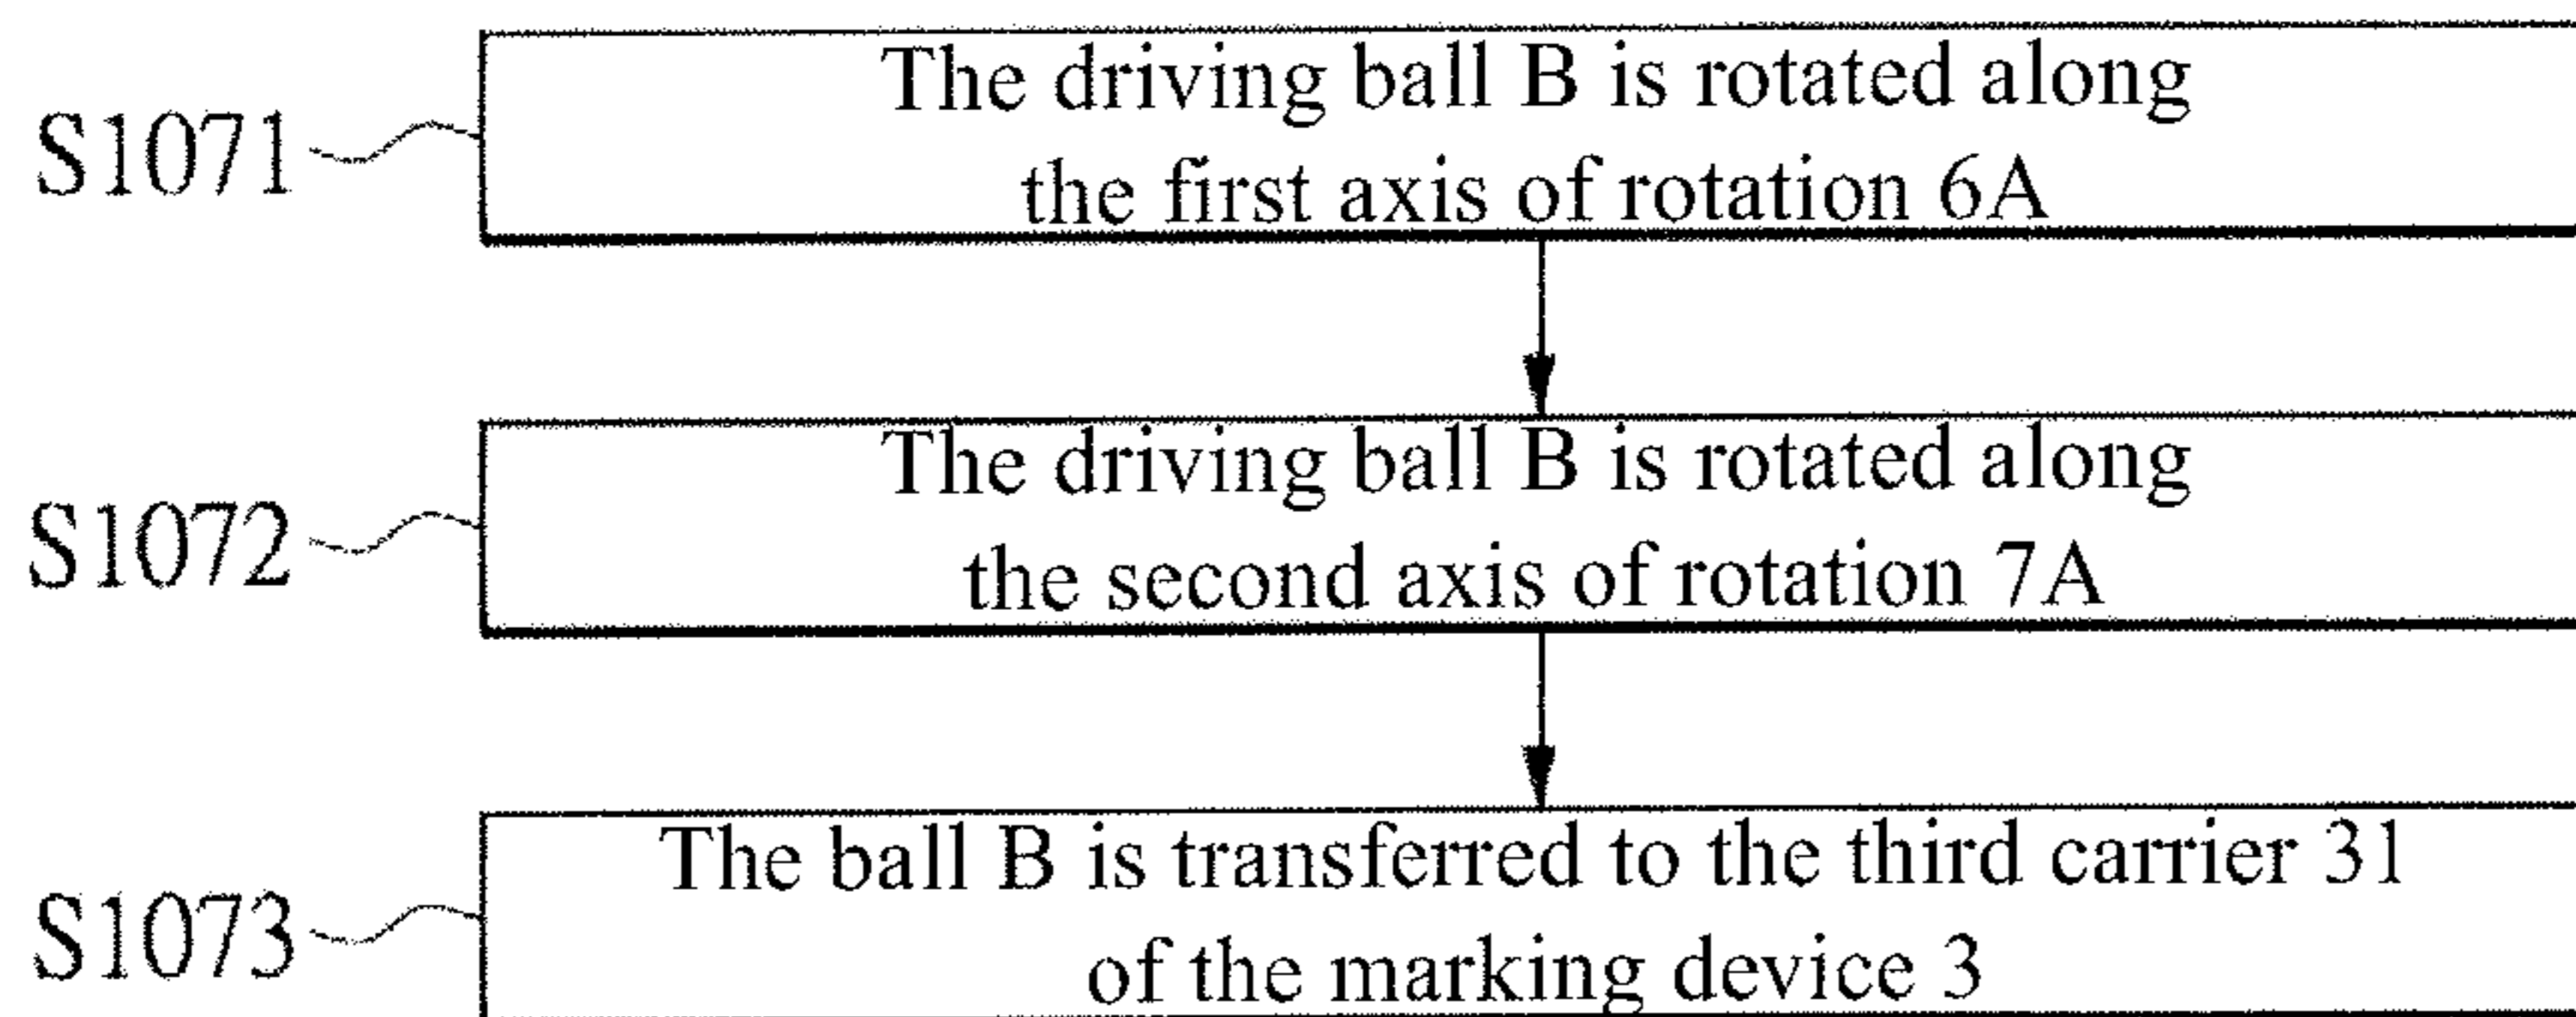 S1071
The driving ball B is rotated along
the first axis of rotation 6A
S1072
The driving ball B is rotated along
the second axis of rotation 7A
S1073
The ball B is transferred to the third carrier 31
of the marking device 3